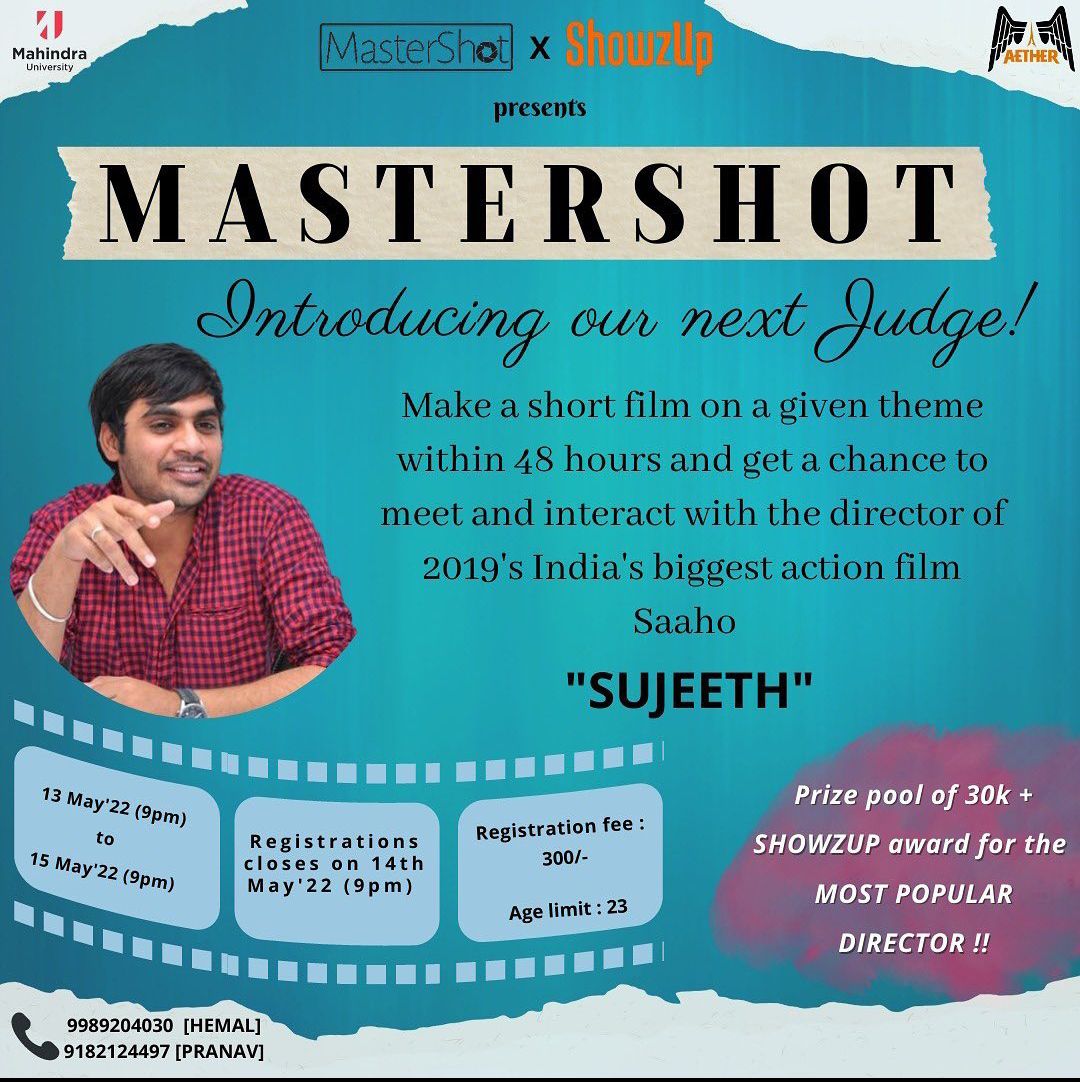 Mahindra
University
MasterShot x ShowzUp
AETHER
presents
MASTERSHOT
Introducing our next Judge!
Make a short film on a given theme
within 48 hours and get a chance to
meet and interact with the director of
2019's India's biggest action film
Saaho
"SUJEETH"
13 May'22 (9pm)
to
15 May'22 (9pm)
Registrations
closes on 14th
May'22 (9pm)
Registration fee :
300/-
Age limit : 23
Prize pool of 30k +
SHOWZUP award for the
MOST POPULAR
DIRECTOR !!
9989204030 [HEMAL]
9182124497 [PRANAV]